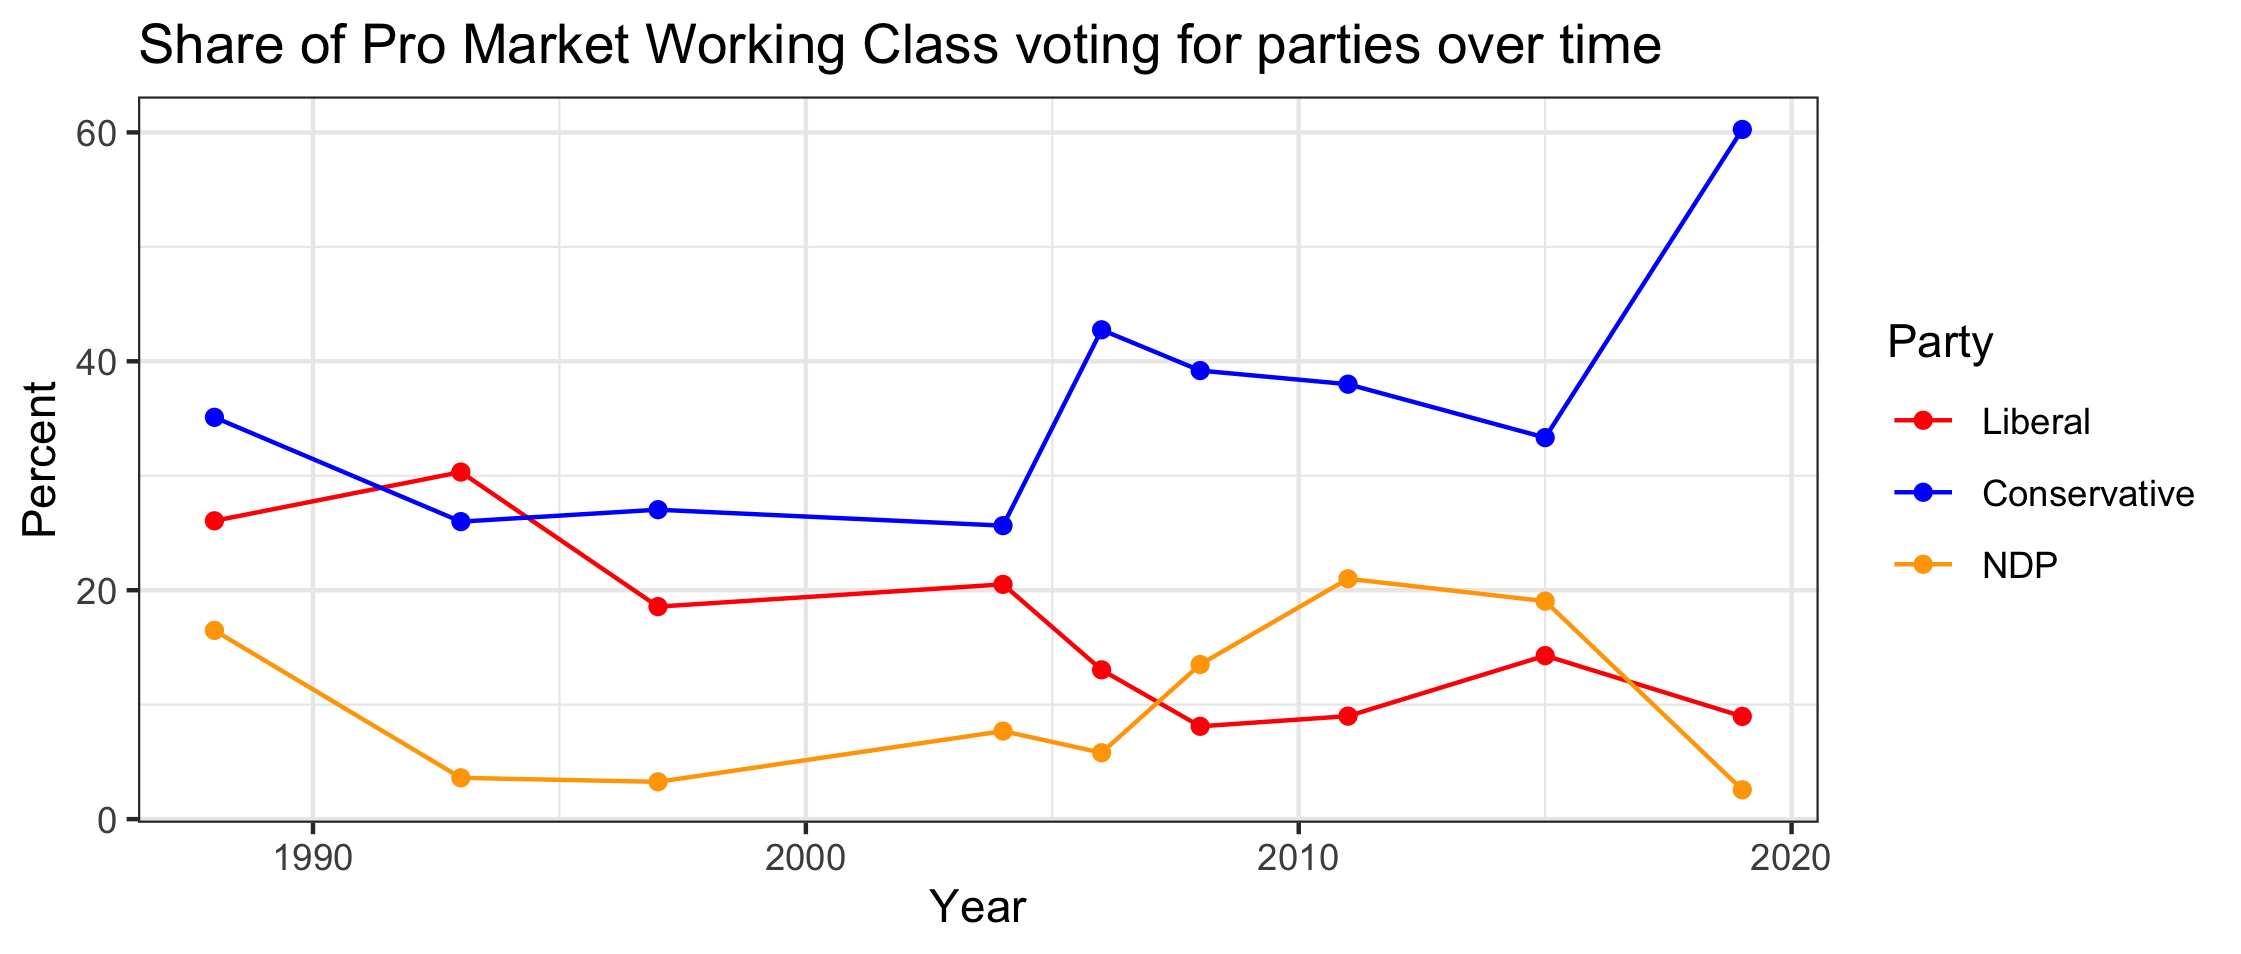 Share of Pro Market Working Class voting for parties over time
60
40
20
0
Percent
1990
2000
2010
2020
Year
Party
Liberal
Conservative
NDP